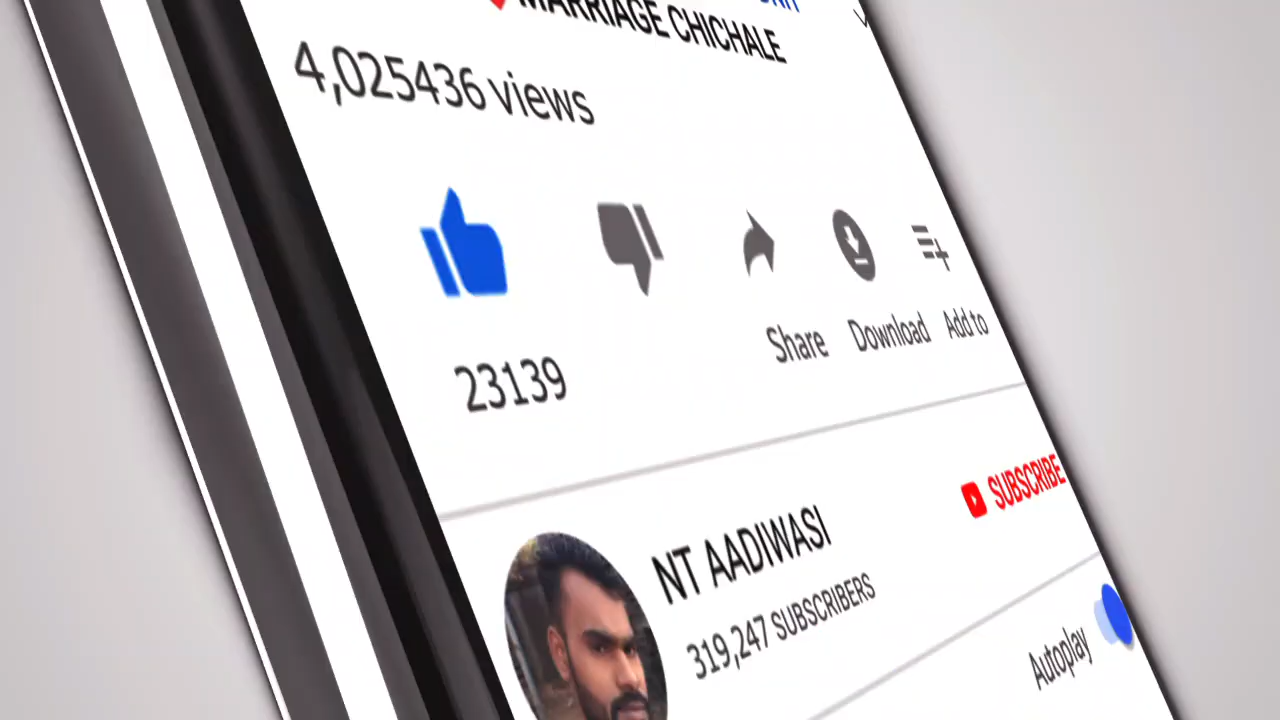 MARRIAGE CHICHALE
4,025436 views
23139
Share
Download
Add to
SUBSCRIBE
NT AADIWASI
319,247 SUBSCRIBERS
Autoplay